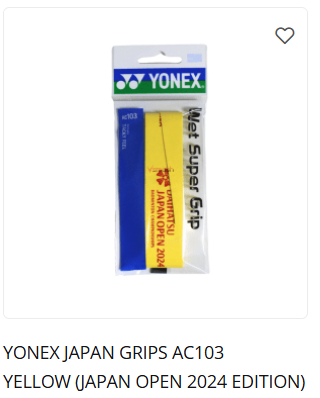 YONEX
Wet Super Grip
DAIHATSU
JAPAN OPEN 2024
YONEX JAPAN GRIPS AC103
YELLOW (JAPAN OPEN 2024 EDITION)